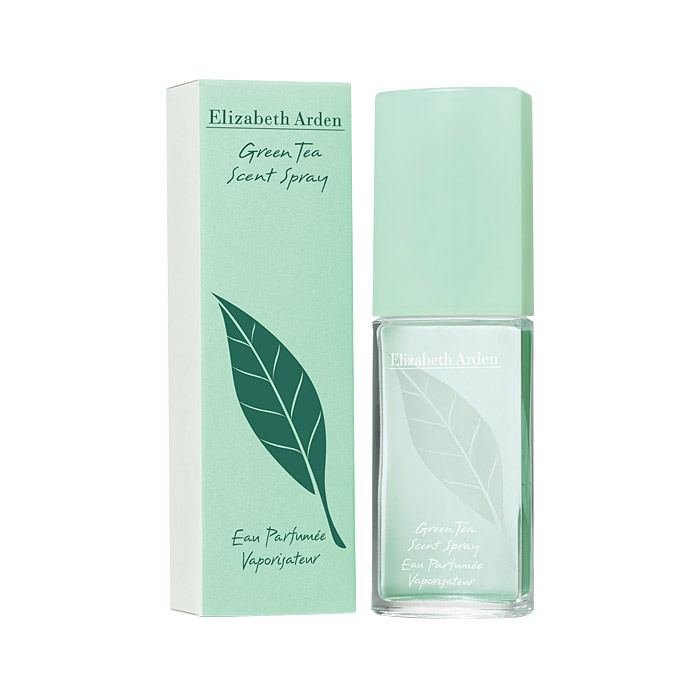 Elizabeth Arden
Green Tea
Scent Spray
Eau Parfumée
Vaporisateur
Elizabeth Arden
Green Tea
Scent Spray
Eau Parfumée
Vaporisateur